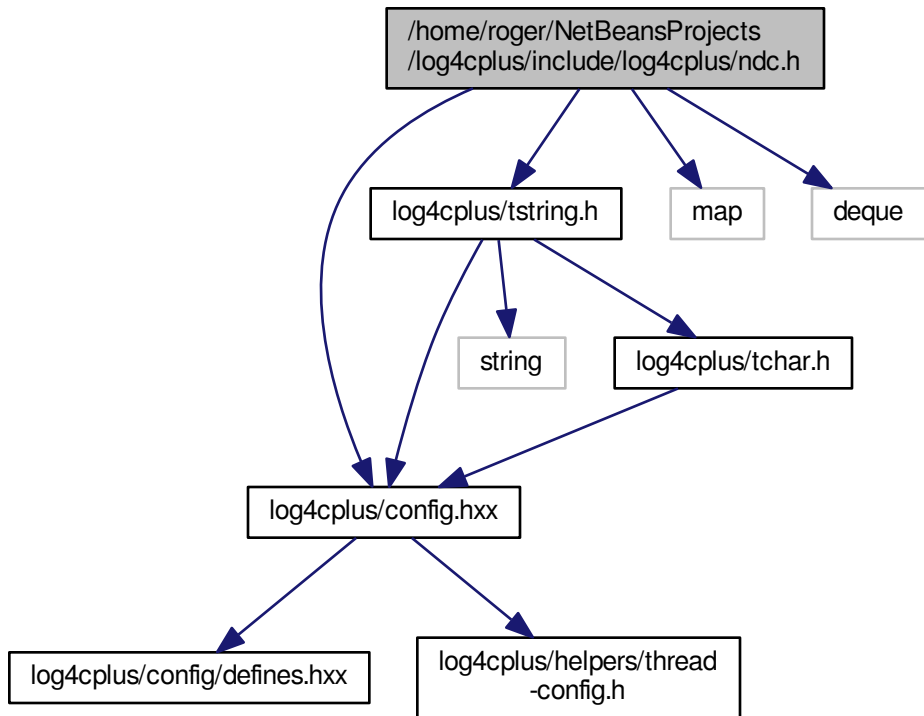 /home/roger/NetBeansProjects
/log4cplus/include/log4cplus/ndc.h
log4cplus/tstring.h
map
deque
string
log4cplus/tchar.h
log4cplus/config.hxx
log4cplus/config/defines.hxx
log4cplus/helpers/thread
-config.h